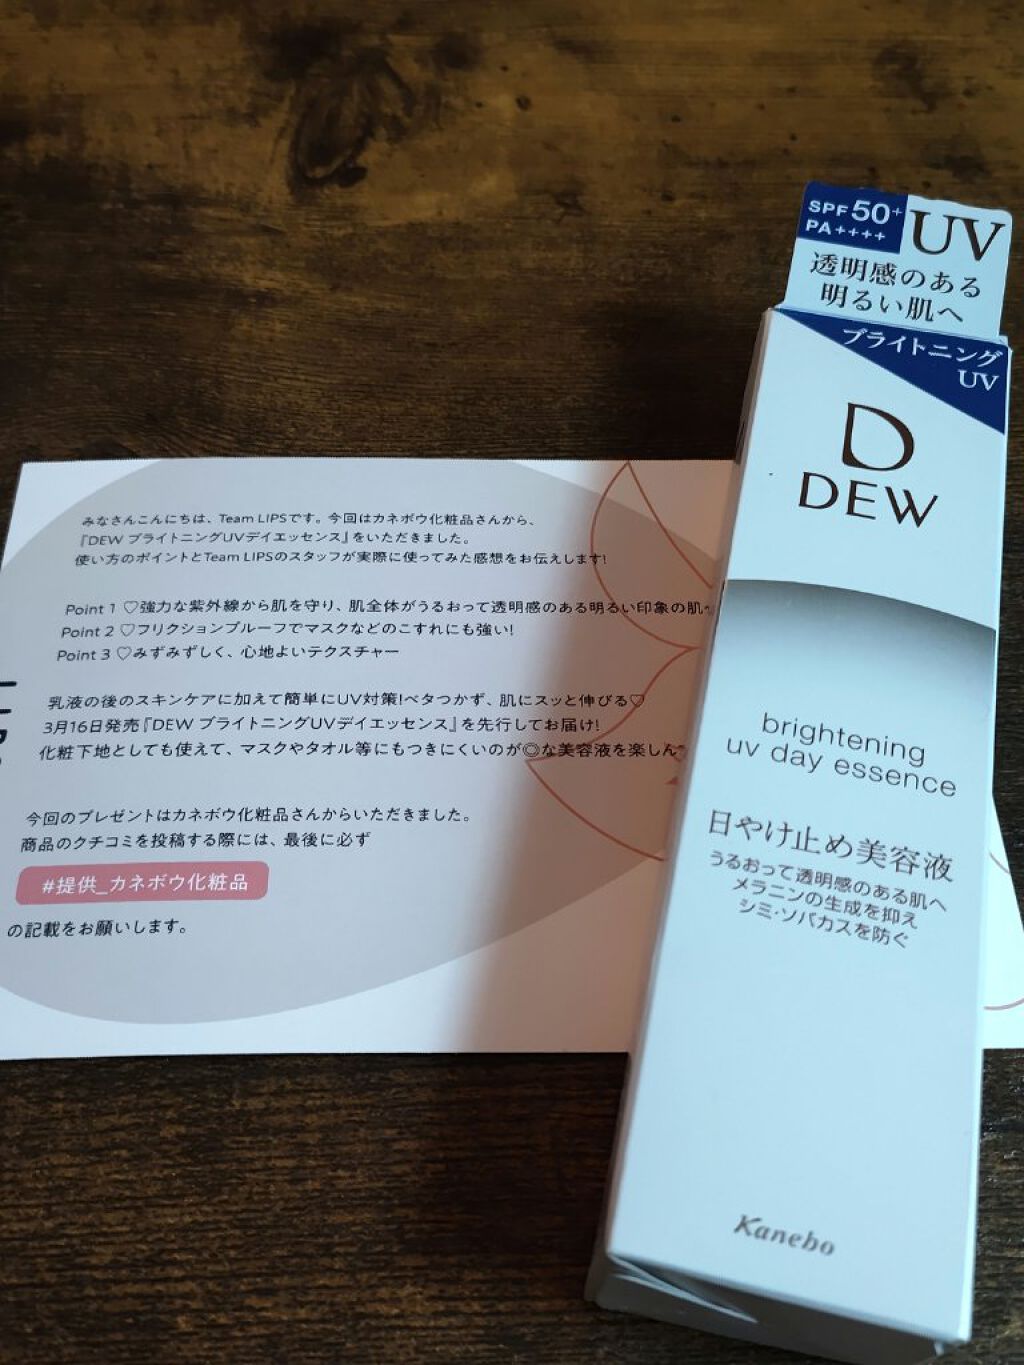 みなさんこんにちは、Team LIPSです。今回はカネボウ化粧品さんから、
『DEW ブライトニングUVデイエッセンス』をいただきました。
使い方のポイントとTeam LIPSのスタッフが実際に使ってみた感想をお伝えします!
Point 1 ♡強力な紫外線から肌を守り、肌全体がうるおって透明感のある明るい印象の肌へ
Point 2 ♡フリクションプルーフでマスクなどのこすれにも強い!
Point 3 ♡みずみずしく、心地よいテクスチャー
乳液の後のスキンケアに加えて簡単にUV対策!ベタつかず、肌にスッと伸びる♡
3月16日発売『DEW ブライトニングUVデイエッセンス』を先行してお届け!
化粧下地としても使えて、マスクやタオル等にもつきにくいのが◎な美容液を楽しん
今回のプレゼントはカネボウ化粧品さんからいただきました。
商品のクチコミを投稿する際には、最後に必ず
#提供_カネボウ化粧品
の記載をお願いします。
SPF50+ UV
PA++++
透明感のある
明るい肌へ
ブライトニング
UV
D
DEW
brightening
uv day essence
日やけ止め美容液
うるおって透明感のある肌へ
メラニンの生成を抑え
シミ・ソバカスを防ぐ
Kanebo